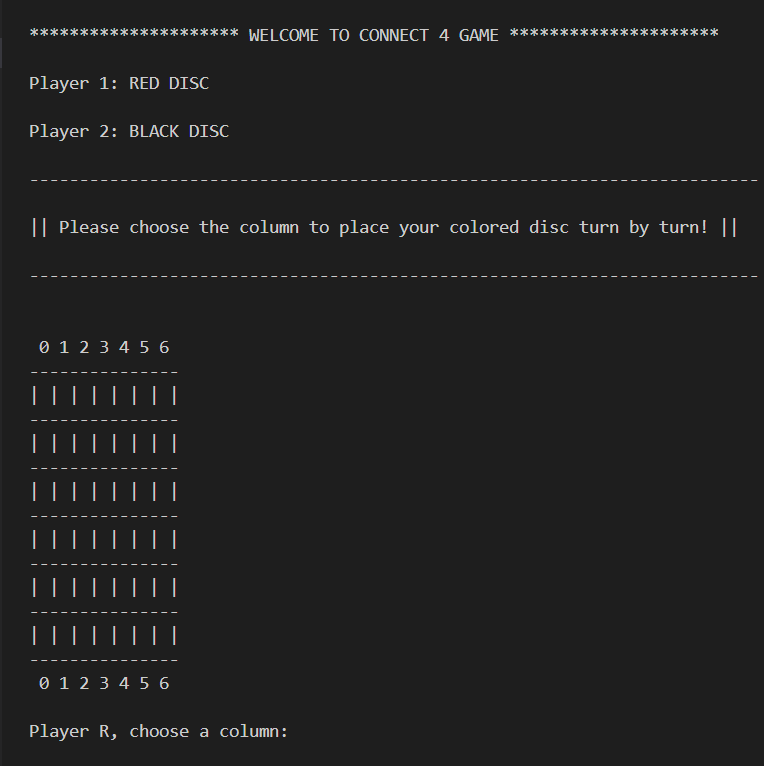 ********************* WELCOME TO CONNECT 4 GAME *********************
Player 1: RED DISC
Player 2: BLACK DISC
-------------------------------------------------------------------------
|| Please choose the column to place your colored disc turn by turn! ||
-------------------------------------------------------------------------
0 1 2 3 4 5 6
---------------
| | | | | | | |
---------------
| | | | | | | |
---------------
| | | | | | | |
---------------
| | | | | | | |
---------------
| | | | | | | |
---------------
| | | | | | | |
---------------
0 1 2 3 4 5 6
Player R, choose a column: